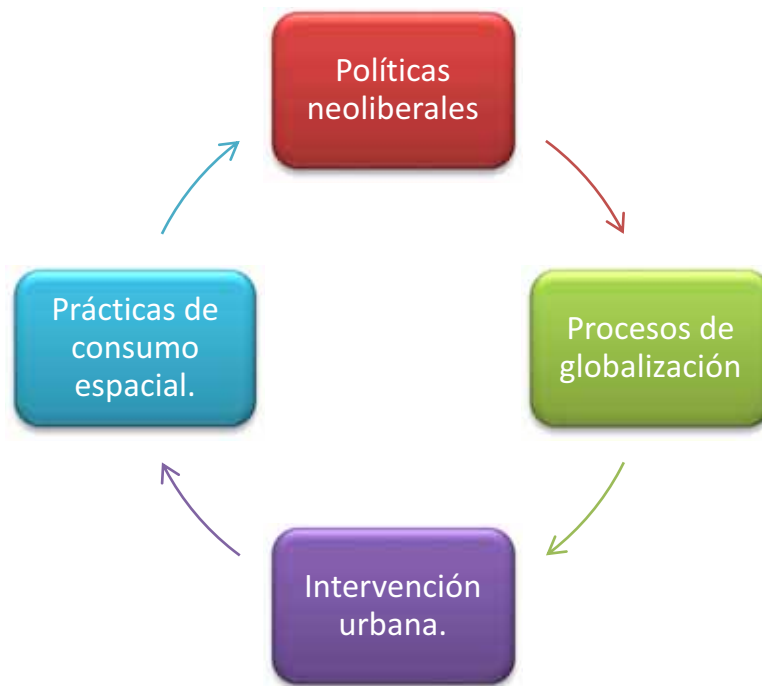 Políticas
neoliberales
Procesos de
globalización
Intervención
urbana.
Prácticas de
consumo
espacial.